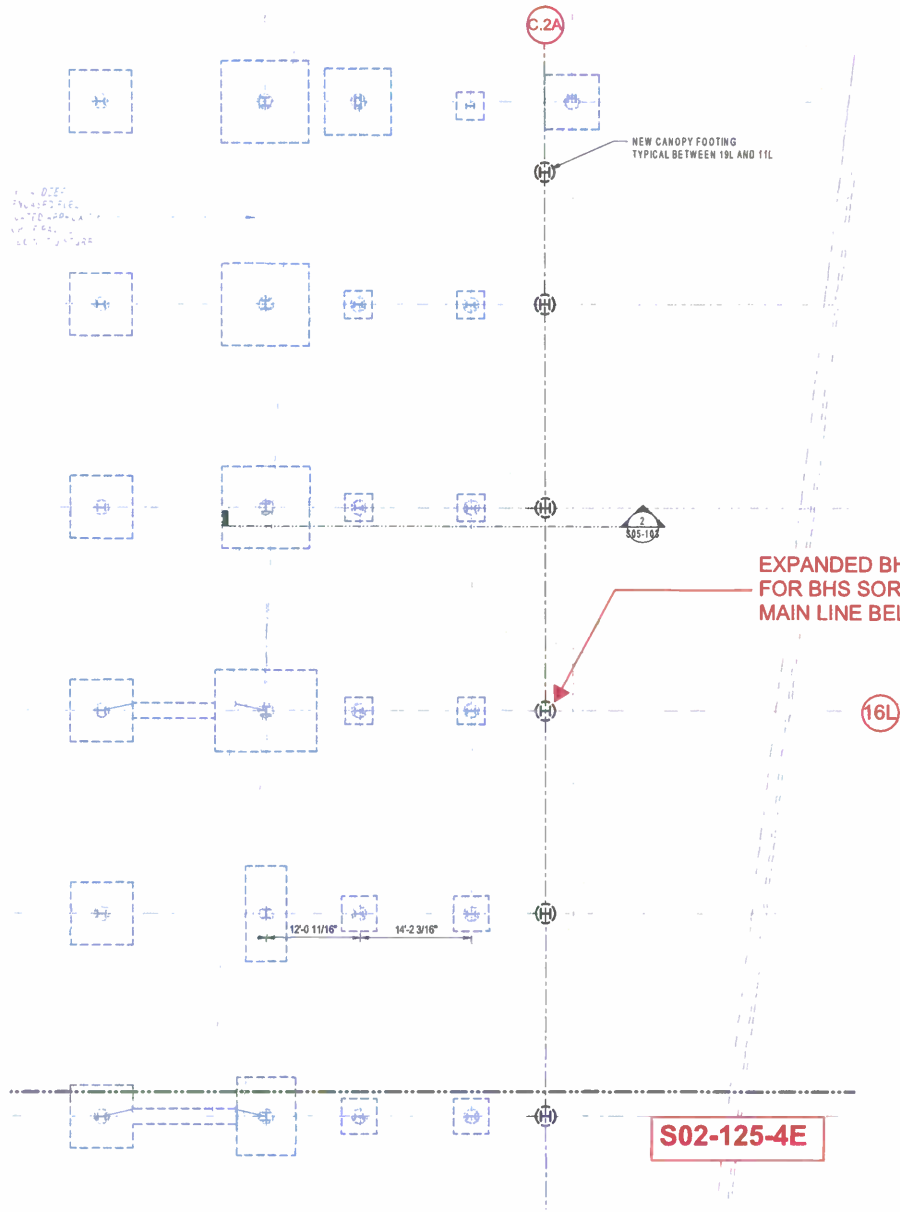 C.2A
NEW CANOPY FOOTING
TYPICAL BETWEEN 19L AND 11L
2
S05-103
EXPANDED BH
FOR BHS SOR
MAIN LINE BEL
16L
12'-0 11/16"
14'-2 3/16"
S02-125-4E